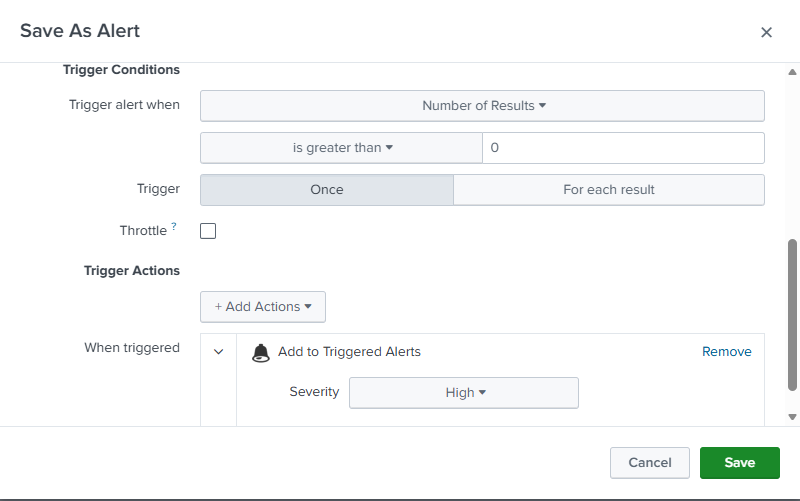 Save As Alert
Trigger Conditions
Trigger alert when
Number of Results
is greater than
0
Trigger
Once
For each result
Throttle ?
Trigger Actions
+ Add Actions
When triggered
Add to Triggered Alerts
Remove
Severity
High
Cancel
Save